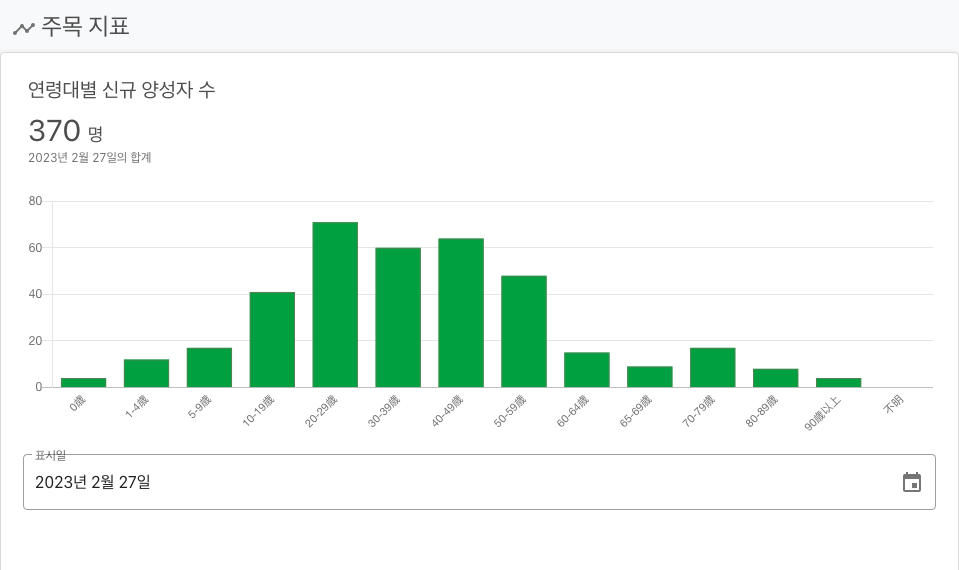 주목 지표
연령대별 신규 양성자 수
370 명
2023년 2월 27일의 합계
80
60
40
20
0
0歳
1-4歳
5-9歳
10-19歳
20-29歳
30-39歳
40-49歳
50-59歳
60-64歳
65-69歳
70-79歳
80-89歳
90歳以上
不明
표시일
2023년 2월 27일